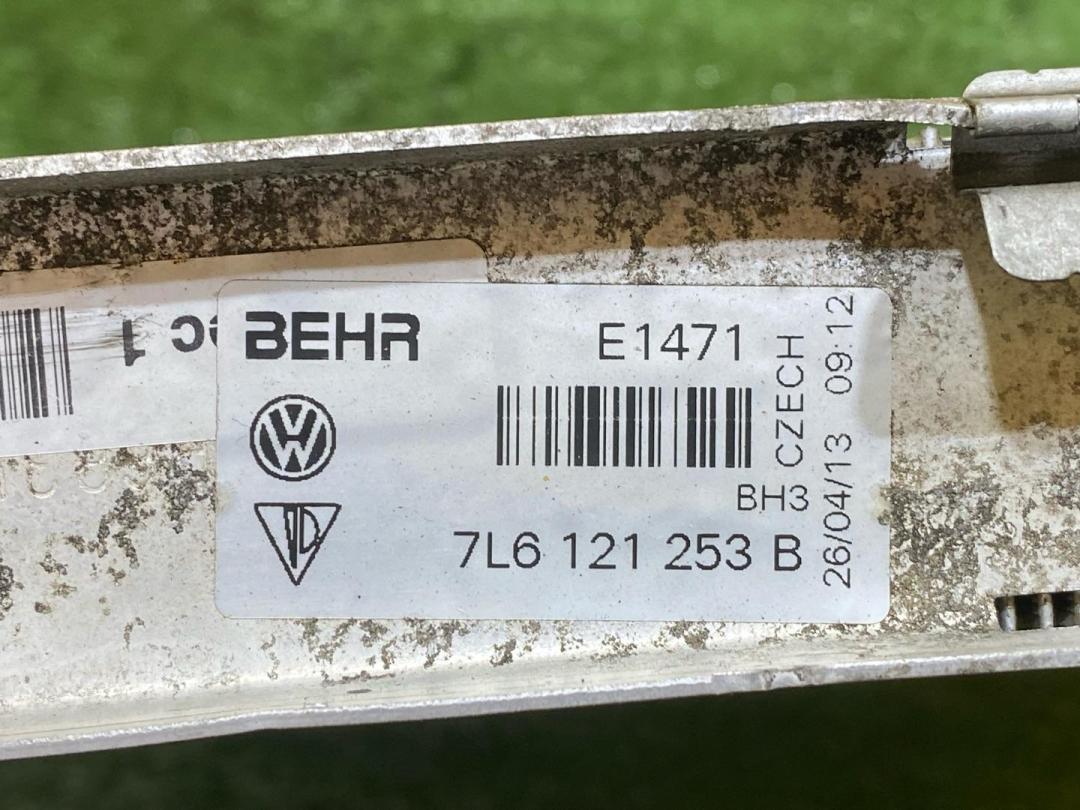 BEHR
E1471
CZECH
BH3
26/04/13 09:12
7L6 121 253 B